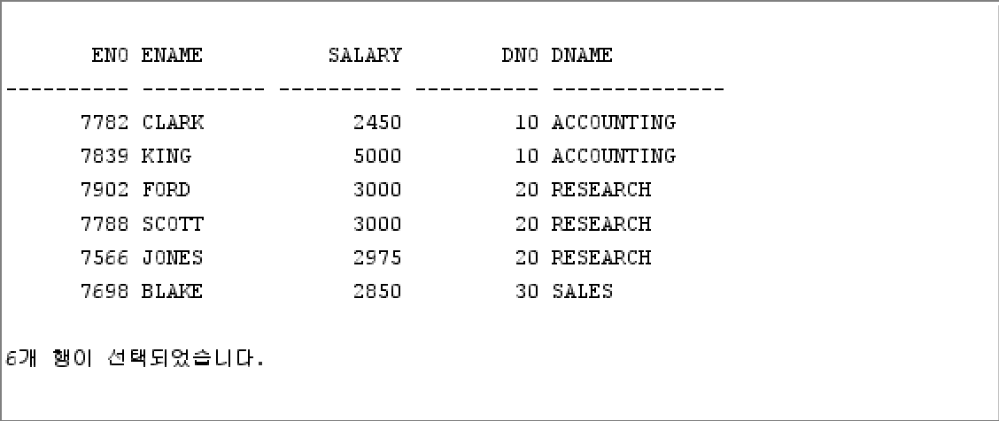 ENO ENAME SALARY DNO DNAME
---------- ---------- ---------- ---------- --------------
7782 CLARK 2450 10 ACCOUNTING
7839 KING 5000 10 ACCOUNTING
7902 FORD 3000 20 RESEARCH
7788 SCOTT 3000 20 RESEARCH
7566 JONES 2975 20 RESEARCH
7698 BLAKE 2850 30 SALES
6개 행이 선택되었습니다.